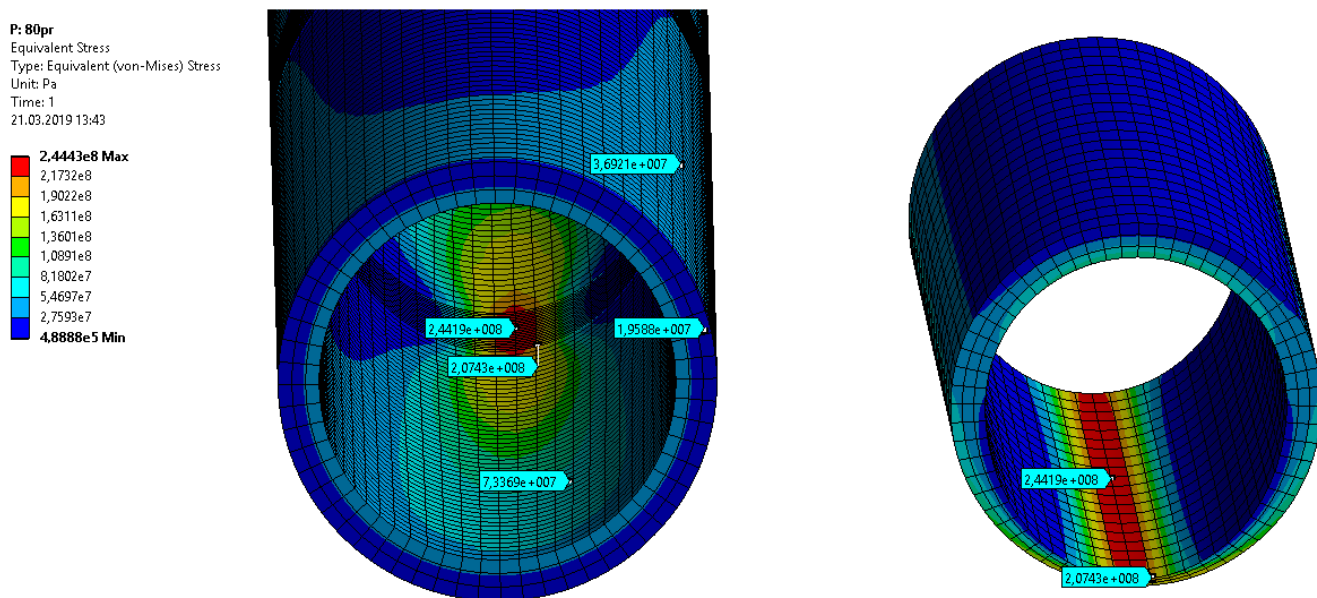 P: 80pr
Equivalent Stress
Type: Equivalent (von-Mises) Stress
Unit: Pa
Time: 1
21.03.2019 13:43
2,4443e8 Max
2,1732e8
1,9022e8
1,6311e8
1,3601e8
1,0891e8
8,1802e7
5,4697e7
2,7593e7
4,8888e5 Min
3,6921e+007
2,4419e+008
1,9588e+007
2,0743e+008
7,3369e+007
2,4419e+008
2,0743e+008